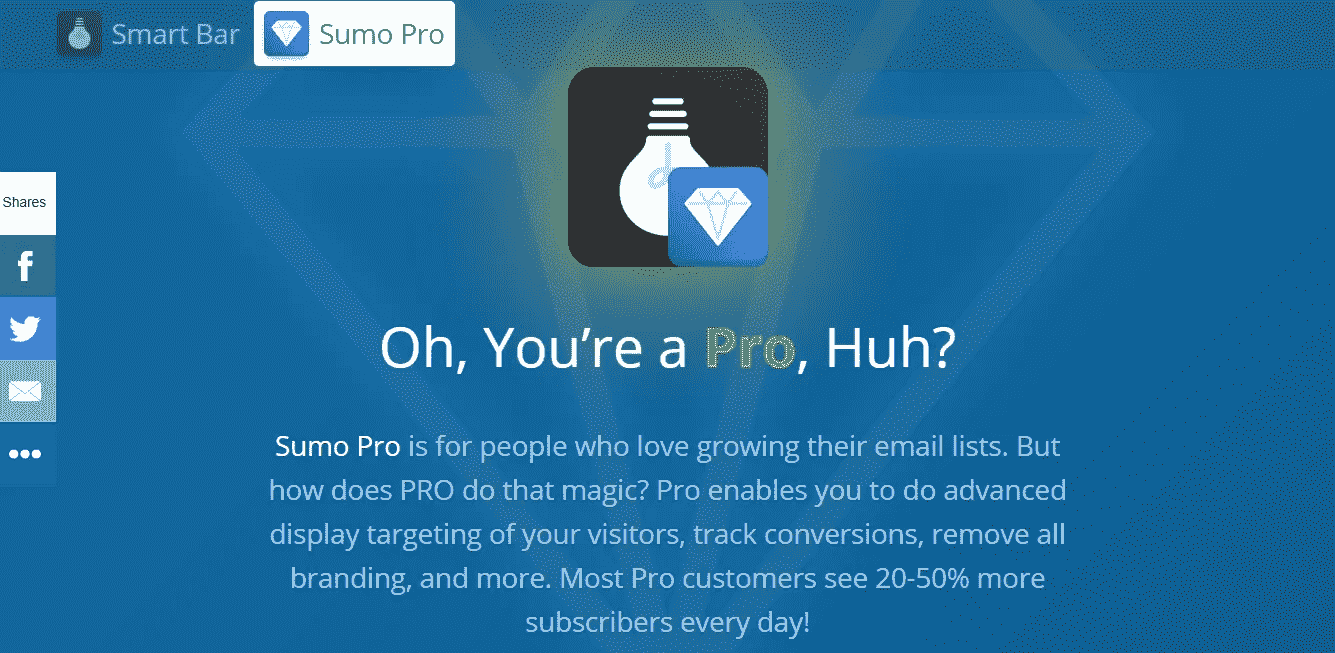 Smart Bar
Sumo Pro
Shares
Oh, You’re a Pro, Huh?
Sumo Pro is for people who love growing their email lists. But
how does PRO do that magic? Pro enables you to do advanced
display targeting of your visitors, track conversions, remove all
branding, and more. Most Pro customers see 20-50% more
subscribers every day!